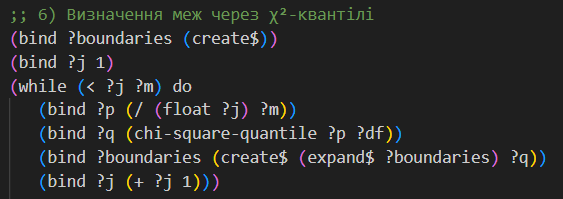 ;; 6) Визначення меж через χ²-квантілі
(bind ?boundaries (create$))
(bind ?j 1)
(while (< ?j ?m) do
(bind ?p (/ (float ?j) ?m))
(bind ?q (chi-square-quantile ?p ?df))
(bind ?boundaries (create$ (expand$ ?boundaries) ?q))
(bind ?j (+ ?j 1)))